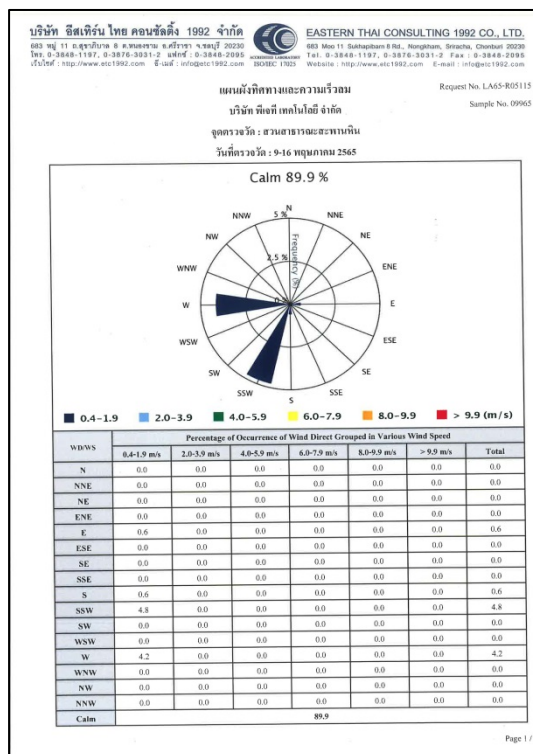 บริษัท อีสเทิร์น ไทย คอนซัลติ้ง 1992 จำกัด
683 หมู่ 11 ถ.สุขาภิบาล 8 ต.หนองขาม อ.ศรีราชา จ.ชลบุรี 20230
โทร. 0-3848-1197, 0-3876-3031-2 แฟกซ์ : 0-3848-2095
เว็บไซต์ : http://www.etc1992.com อี-เมล์ : info@etc1992.com
ISO/IEC 17025
EASTERN THAI CONSULTING 1992 CO., LTD.
683 Moo 11 Sukhapibarn 8 Rd., Nongkham, Sriracha, Chonburi 20230
Tel. 0-3848-1197, 0-3876-3031-2 Fax : 0-3848-2095
Website : http://www.etc1992.com E-mail : info@etc1992.com
Request No. LA65-R05115
Sample No. 09965
แผนผังทิศทางและความเร็วลม
บริษัท พีเจที เทคโนโลยี จำกัด
จุดตรวจวัด : สวนสาธารณะสะพานหิน
วันที่ตรวจวัด : 9-16 พฤษภาคม 2565
Calm 89.9 %
N
NNW 5 % NNE
NW NE
WNW 2.5 % ENE
Frequency (%)
W E
WSW ESE
SW SE
SSW SSE
S
0.4-1.9 2.0-3.9 4.0-5.9 6.0-7.9 8.0-9.9 > 9.9 (m/s)
WD/WS Percentage of Occurrence of Wind Direct Grouped in Various Wind Speed
0.4-1.9 m/s 2.0-3.9 m/s 4.0-5.9 m/s 6.0-7.9 m/s 8.0-9.9 m/s > 9.9 m/s Total
N 0.0 0.0 0.0 0.0 0.0 0.0 0.0
NNE 0.0 0.0 0.0 0.0 0.0 0.0 0.0
NE 0.0 0.0 0.0 0.0 0.0 0.0 0.0
ENE 0.0 0.0 0.0 0.0 0.0 0.0 0.0
E 0.6 0.0 0.0 0.0 0.0 0.0 0.6
ESE 0.0 0.0 0.0 0.0 0.0 0.0 0.0
SE 0.0 0.0 0.0 0.0 0.0 0.0 0.0
SSE 0.0 0.0 0.0 0.0 0.0 0.0 0.0
S 0.6 0.0 0.0 0.0 0.0 0.0 0.6
SSW 4.8 0.0 0.0 0.0 0.0 0.0 4.8
SW 0.0 0.0 0.0 0.0 0.0 0.0 0.0
WSW 0.0 0.0 0.0 0.0 0.0 0.0 0.0
W 4.2 0.0 0.0 0.0 0.0 0.0 4.2
WNW 0.0 0.0 0.0 0.0 0.0 0.0 0.0
NW 0.0 0.0 0.0 0.0 0.0 0.0 0.0
NNW 0.0 0.0 0.0 0.0 0.0 0.0 0.0
Calm 89.9
Page 1 /